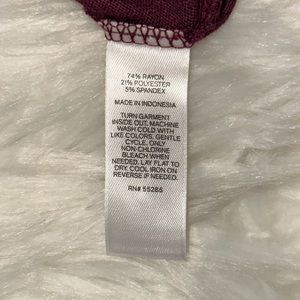 74% RAYON
21% POLYESTER
5% SPANDEX
MADE IN INDONESIA
TURN GARMENT
INSIDE OUT. MACHINE
WASH COLD WITH
LIKE COLORS, GENTLE
CYCLE. ONLY
NON-CHLORINE
BLEACH WHEN
NEEDED. LAY FLAT TO
DRY. COOL IRON ON
REVERSE IF NEEDED.
RN# 55285